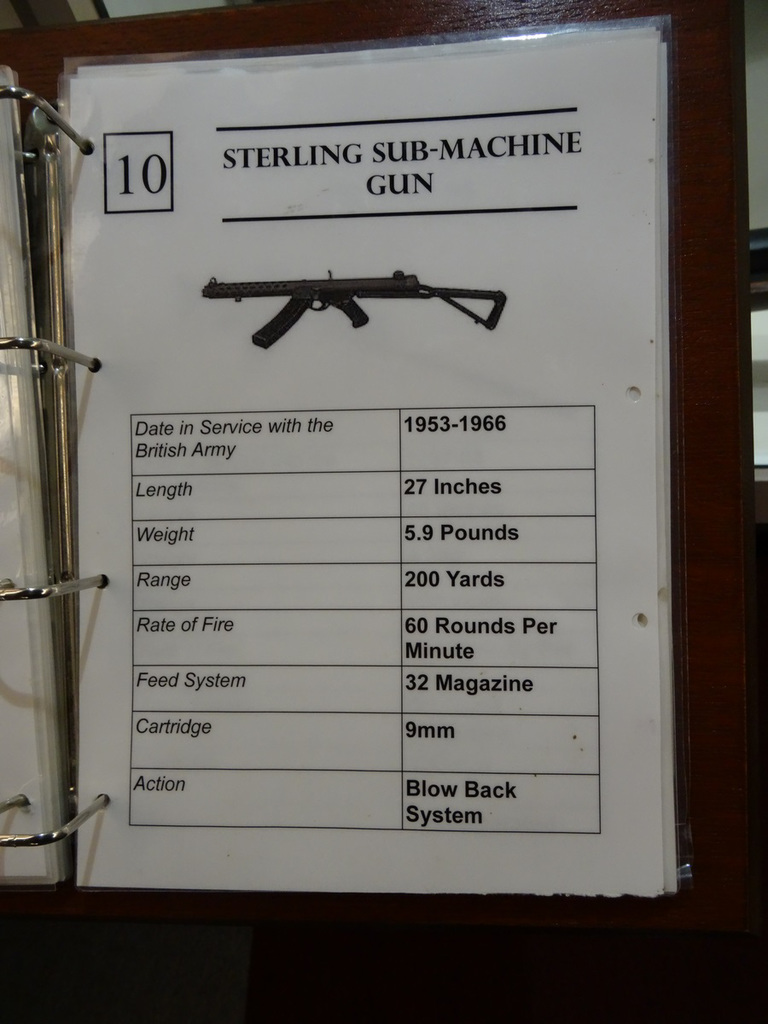 10
STERLING SUB-MACHINE
GUN
Date in Service with the
British Army
1953-1966
Length
27 Inches
Weight
5.9 Pounds
Range
200 Yards
Rate of Fire
60 Rounds Per
Minute
Feed System
32 Magazine
Cartridge
9mm
Action
Blow Back
System